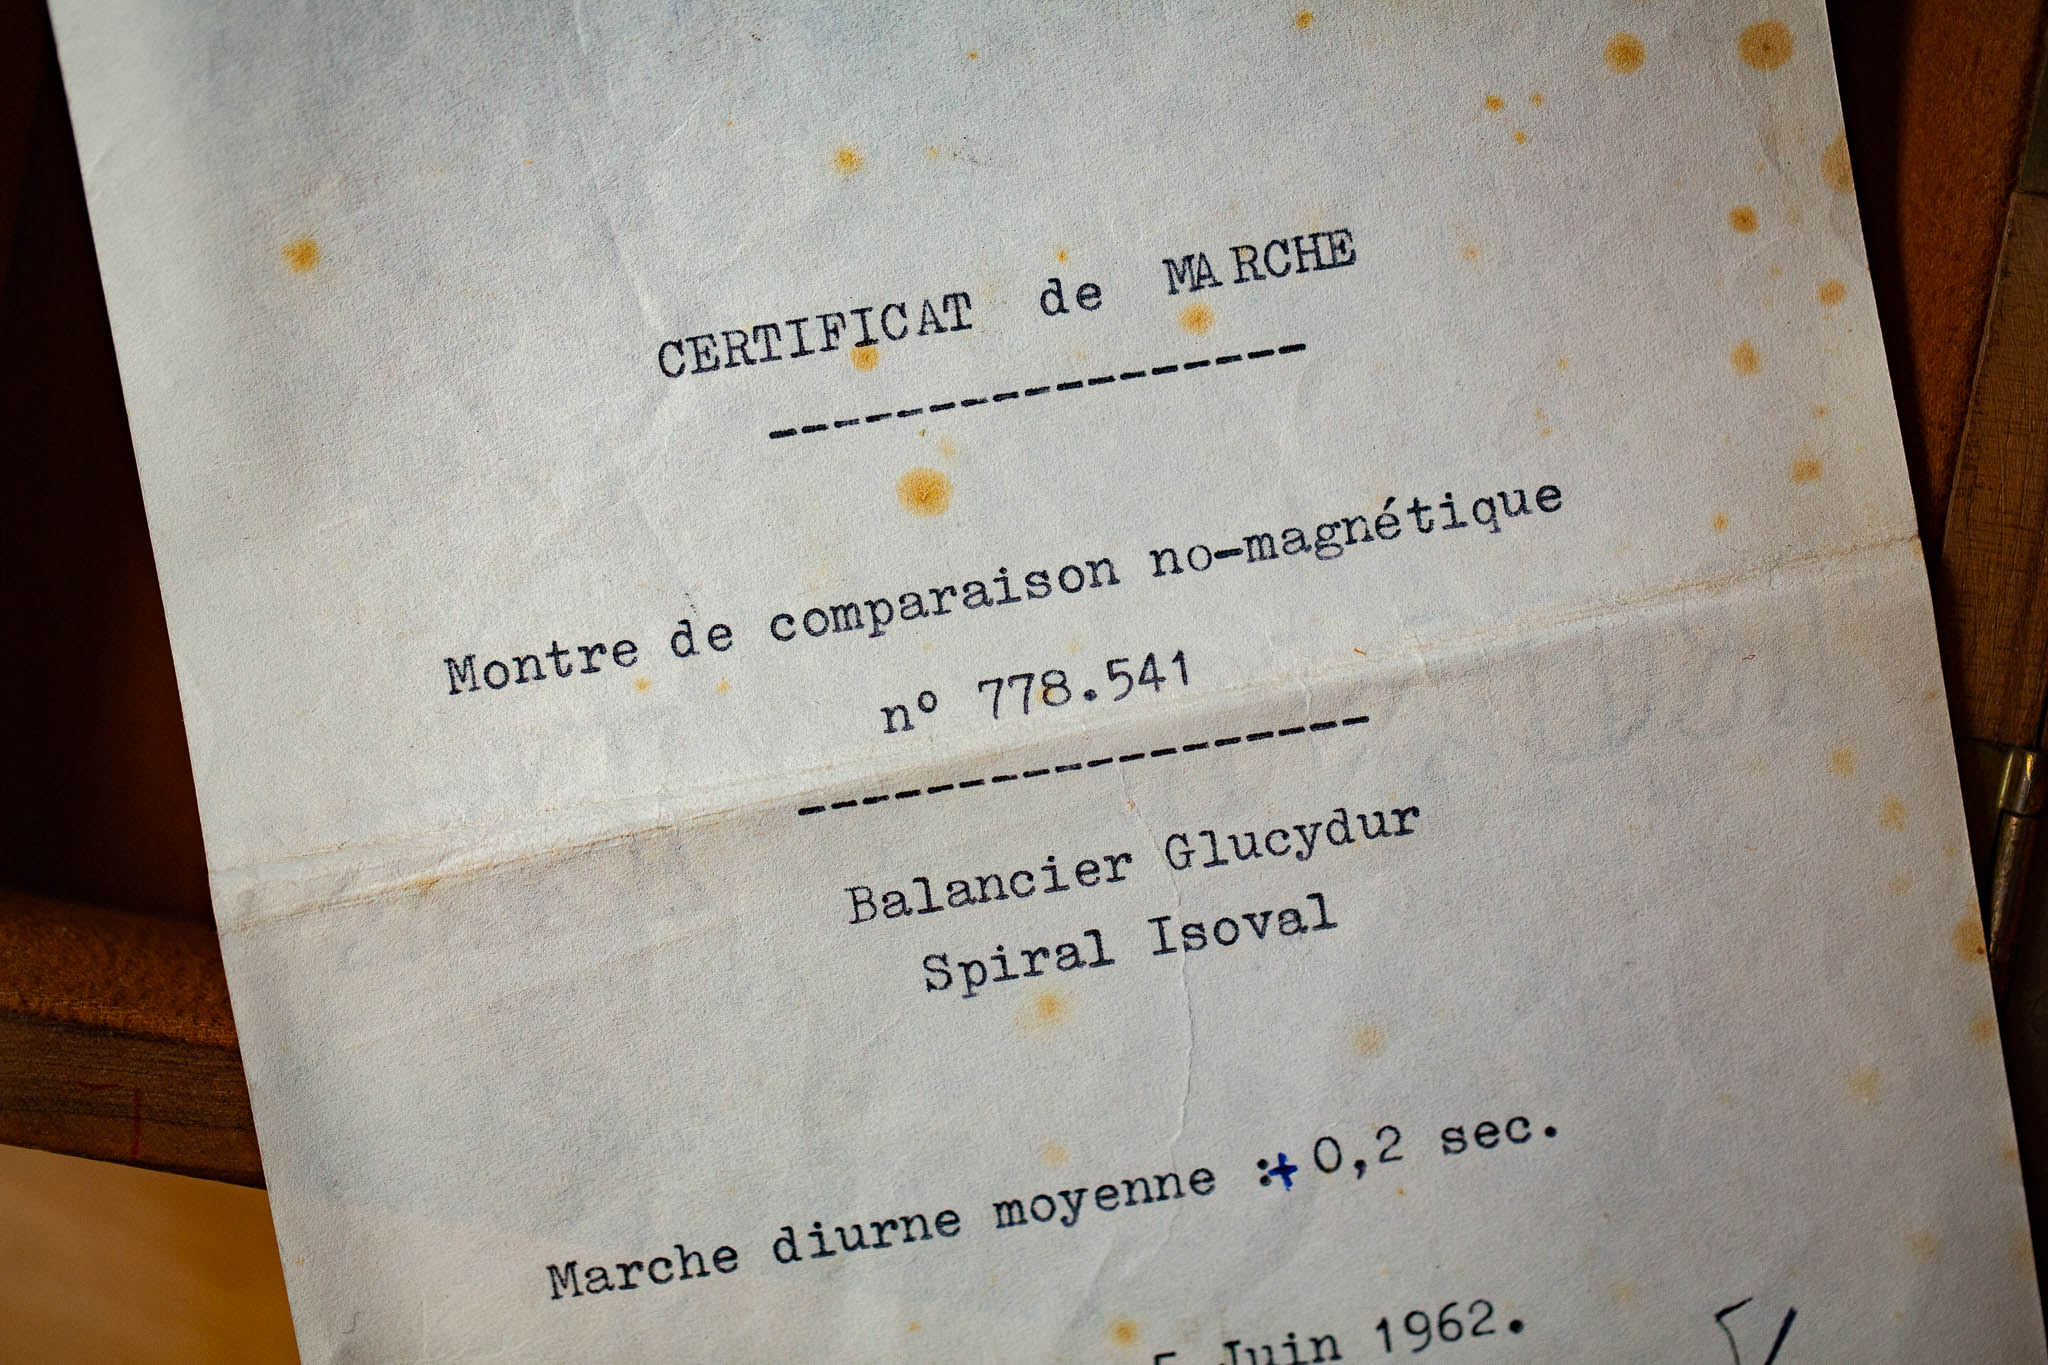 CERTIFICAT de MARCHE
----------------
Montre de comparaison no-magnétique
n° 778.541
------------------
Balancier Glucydur
Spiral Isoval
Marche diurne moyenne :+ 0,2 sec.
Juin 1962.